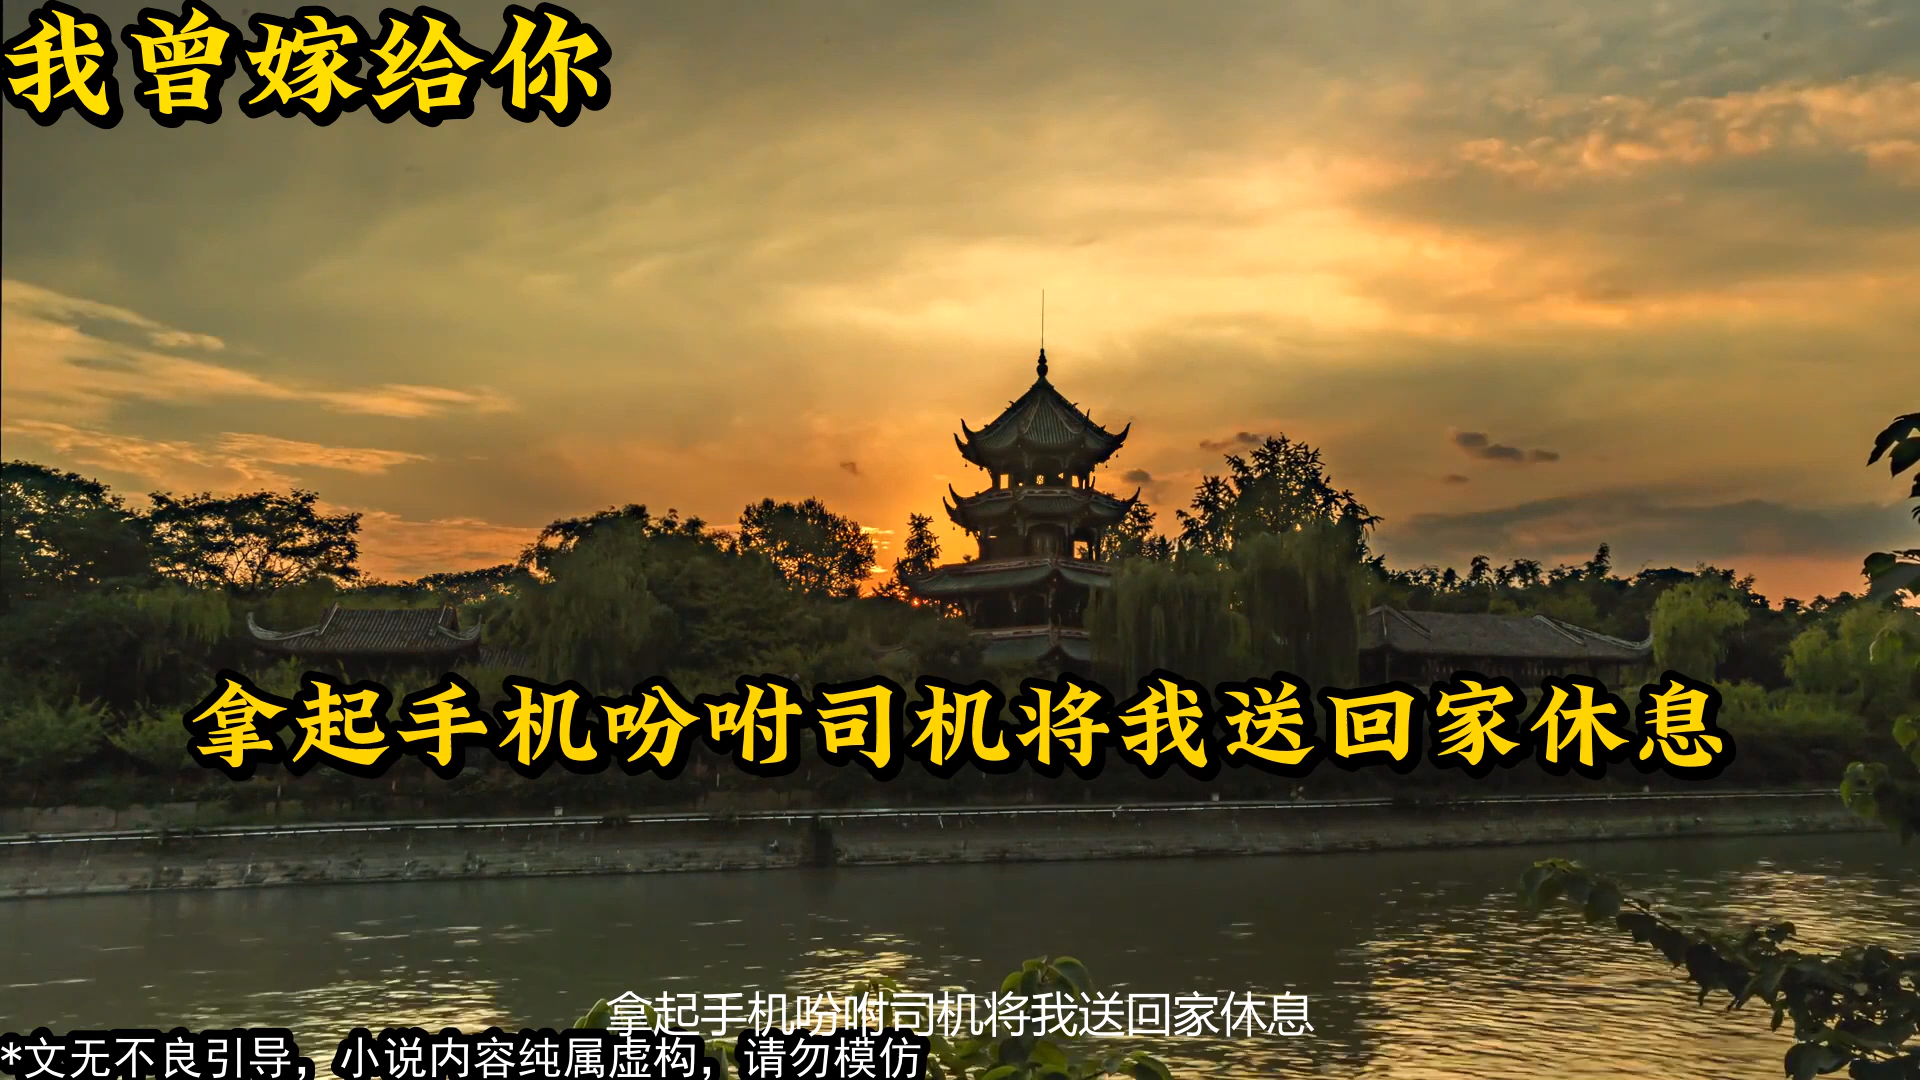 我曾嫁给你
拿起手机吩咐司机将我送回家休息
拿起手机吩咐司机将我送回家休息
*文无不良引导，小说内容纯属虚构，请勿模仿